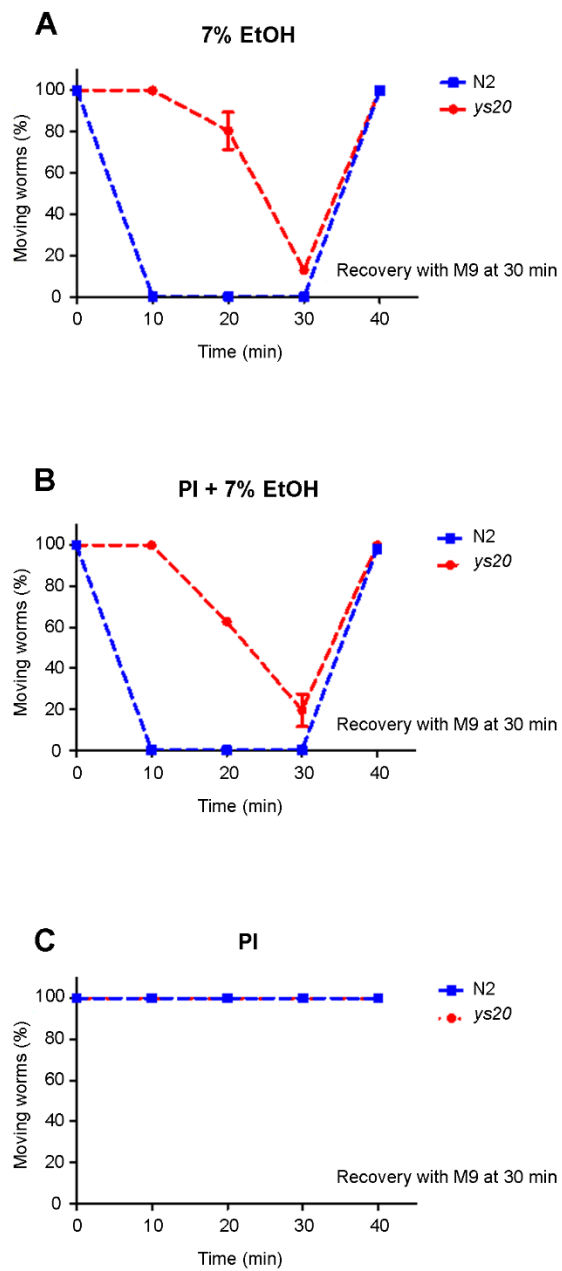 A
7% EtOH
N2
ys20
Moving worms (%)
100
80
60
40
20
0
Recovery with M9 at 30 min
0 10 20 30 40
Time (min)
B
PI + 7% EtOH
N2
ys20
Moving worms (%)
100
80
60
40
20
0
Recovery with M9 at 30 min
0 10 20 30 40
Time (min)
C
PI
N2
ys20
Moving worms (%)
100
80
60
40
20
0
Recovery with M9 at 30 min
0 10 20 30 40
Time (min)